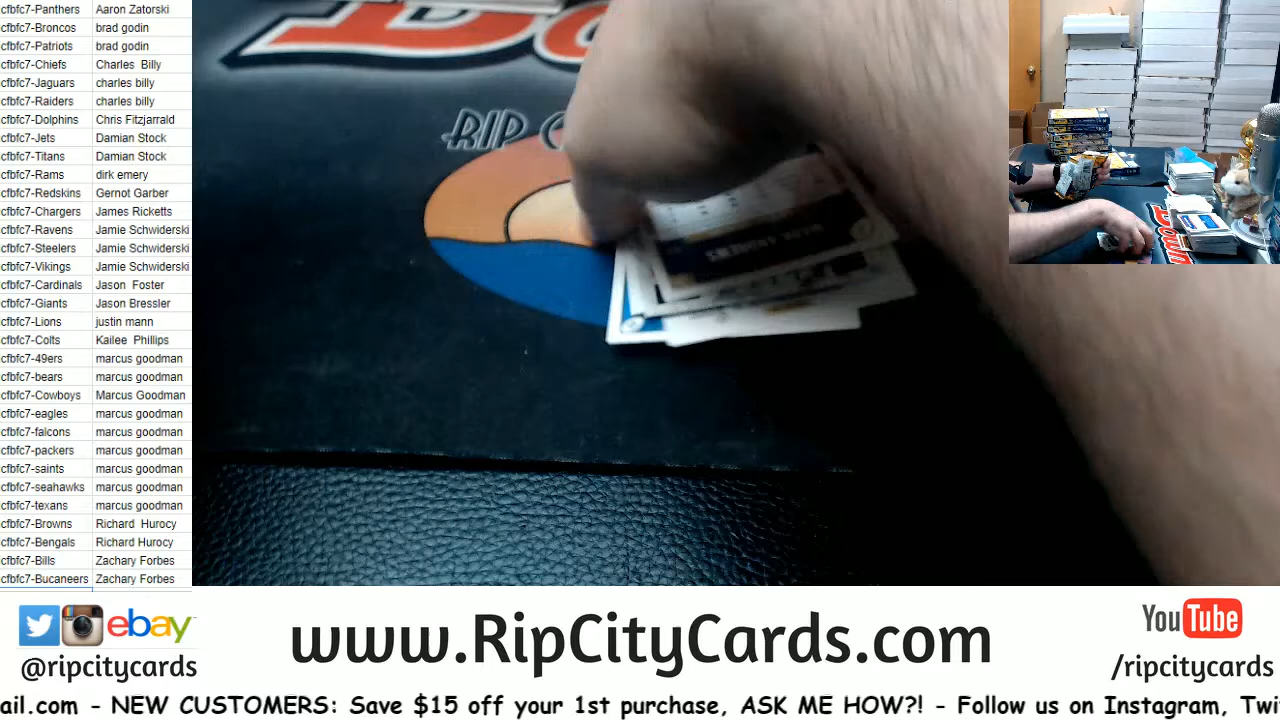 cfbfc7-Panthers Aaron Zatorski
cfbfc7-Broncos brad godin
cfbfc7-Patriots brad godin
cfbfc7-Chiefs Charles Billy
cfbfc7-Jaguars charles billy
cfbfc7-Raiders charles billy
cfbfc7-Dolphins Chris Fitzjarrald
cfbfc7-Jets Damian Stock
cfbfc7-Titans Damian Stock
cfbfc7-Rams dirk emery
cfbfc7-Redskins Gernot Garber
cfbfc7-Chargers James Ricketts
cfbfc7-Ravens Jamie Schwiderski
cfbfc7-Steelers Jamie Schwiderski
cfbfc7-Vikings Jamie Schwiderski
cfbfc7-Cardinals Jason Foster
cfbfc7-Giants Jason Bressler
cfbfc7-Lions justin mann
cfbfc7-Colts Kailee Phillips
cfbfc7-49ers marcus goodman
cfbfc7-bears marcus goodman
cfbfc7-Cowboys Marcus Goodman
cfbfc7-eagles marcus goodman
cfbfc7-falcons marcus goodman
cfbfc7-packers marcus goodman
cfbfc7-saints marcus goodman
cfbfc7-seahawks marcus goodman
cfbfc7-texans marcus goodman
cfbfc7-Browns Richard Hurocy
cfbfc7-Bengals Richard Hurocy
cfbfc7-Bills Zachary Forbes
cfbfc7-Bucaneers Zachary Forbes
RIP
ebay
@ripcitycards
www.RipCityCards.com
YouTube
/ripcitycards
ail.com - NEW CUSTOMERS: Save $15 off your 1st purchase, ASK ME HOW?! - Follow us on Instagram, Twi